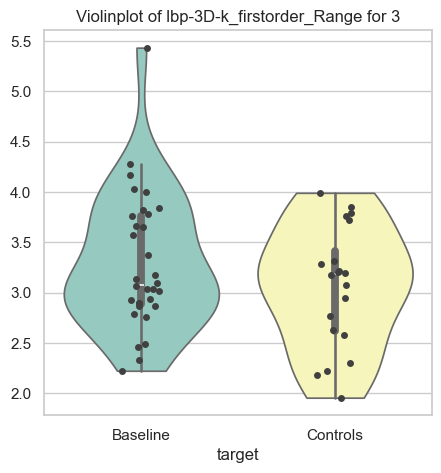 Violinplot of lbp-3D-k_firstorder_Range for 3
5.5
5.0
4.5
4.0
3.5
3.0
2.5
2.0
Baseline Controls
target